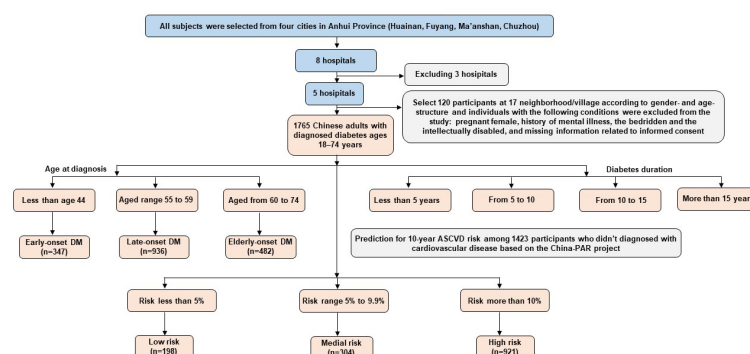 All subjects were selected from four cities in Anhui Province (Huainan, Fuyang, Ma'anshan, Chuzhou)
8 hospitals
Excluding 3 hospitals
5 hospitals
Select 120 participants at 17 neighborhood/village according to gender- and age-
structure and individuals with the following conditions were excluded from the
study: pregnant female, history of mental illness, the bedridden and the
intellectually disabled, and missing information related to informed consent
1765 Chinese adults with
diagnosed diabetes ages
18–74 years
Age at diagnosis
Diabetes duration
Less than age 44
Aged range 55 to 59
Aged from 60 to 74
Less than 5 years
From 5 to 10
From 10 to 15
More than 15 year
Early-onset DM
(n=347)
Late-onset DM
(n=936)
Elderly-onset DM
(n=482)
Prediction for 10-year ASCVD risk among 1423 participants who didn't diagnosed with
cardiovascular disease based on the China-PAR project
Risk less than 5%
Risk range 5% to 9.9%
Risk more than 10%
Low risk
(n=198)
Medial risk
(n=304)
High risk
(n=921)